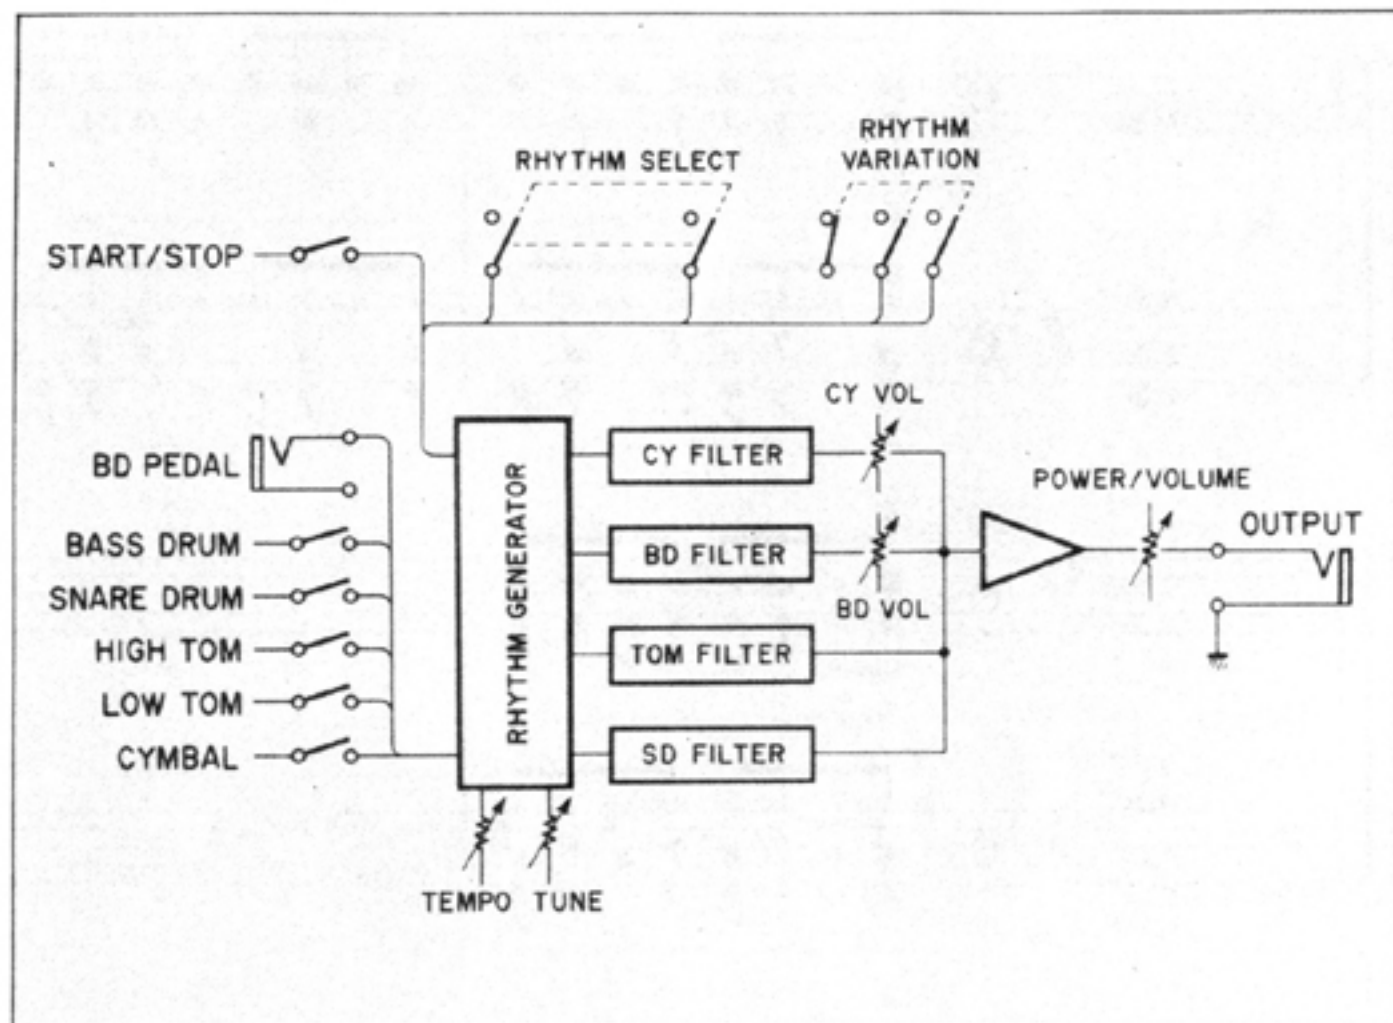 RHYTHM SELECT
RHYTHM
VARIATION
START/STOP
CY VOL
BD PEDAL
CY FILTER
POWER/VOLUME
OUTPUT
BASS DRUM
BD FILTER
BD VOL
SNARE DRUM
RHYTHM GENERATOR
HIGH TOM
TOM FILTER
LOW TOM
CYMBAL
SD FILTER
TEMPO
TUNE